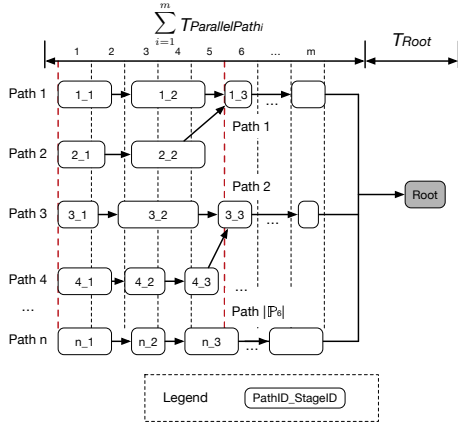 m
∑ TParallelPathi
i=1
TRoot
1 2 3 4 5 6 ... m
Path 1 1_1 1_2 1_3 ...
Path 1
Path 2 2_1 2_2
Path 2
Path 3 3_1 3_2 3_3 ...
Root
Path 4 4_1 4_2 4_3 ...
...
Path |ℙ6|
Path n n_1 n_2 n_3 ...
Legend PathID_StageID